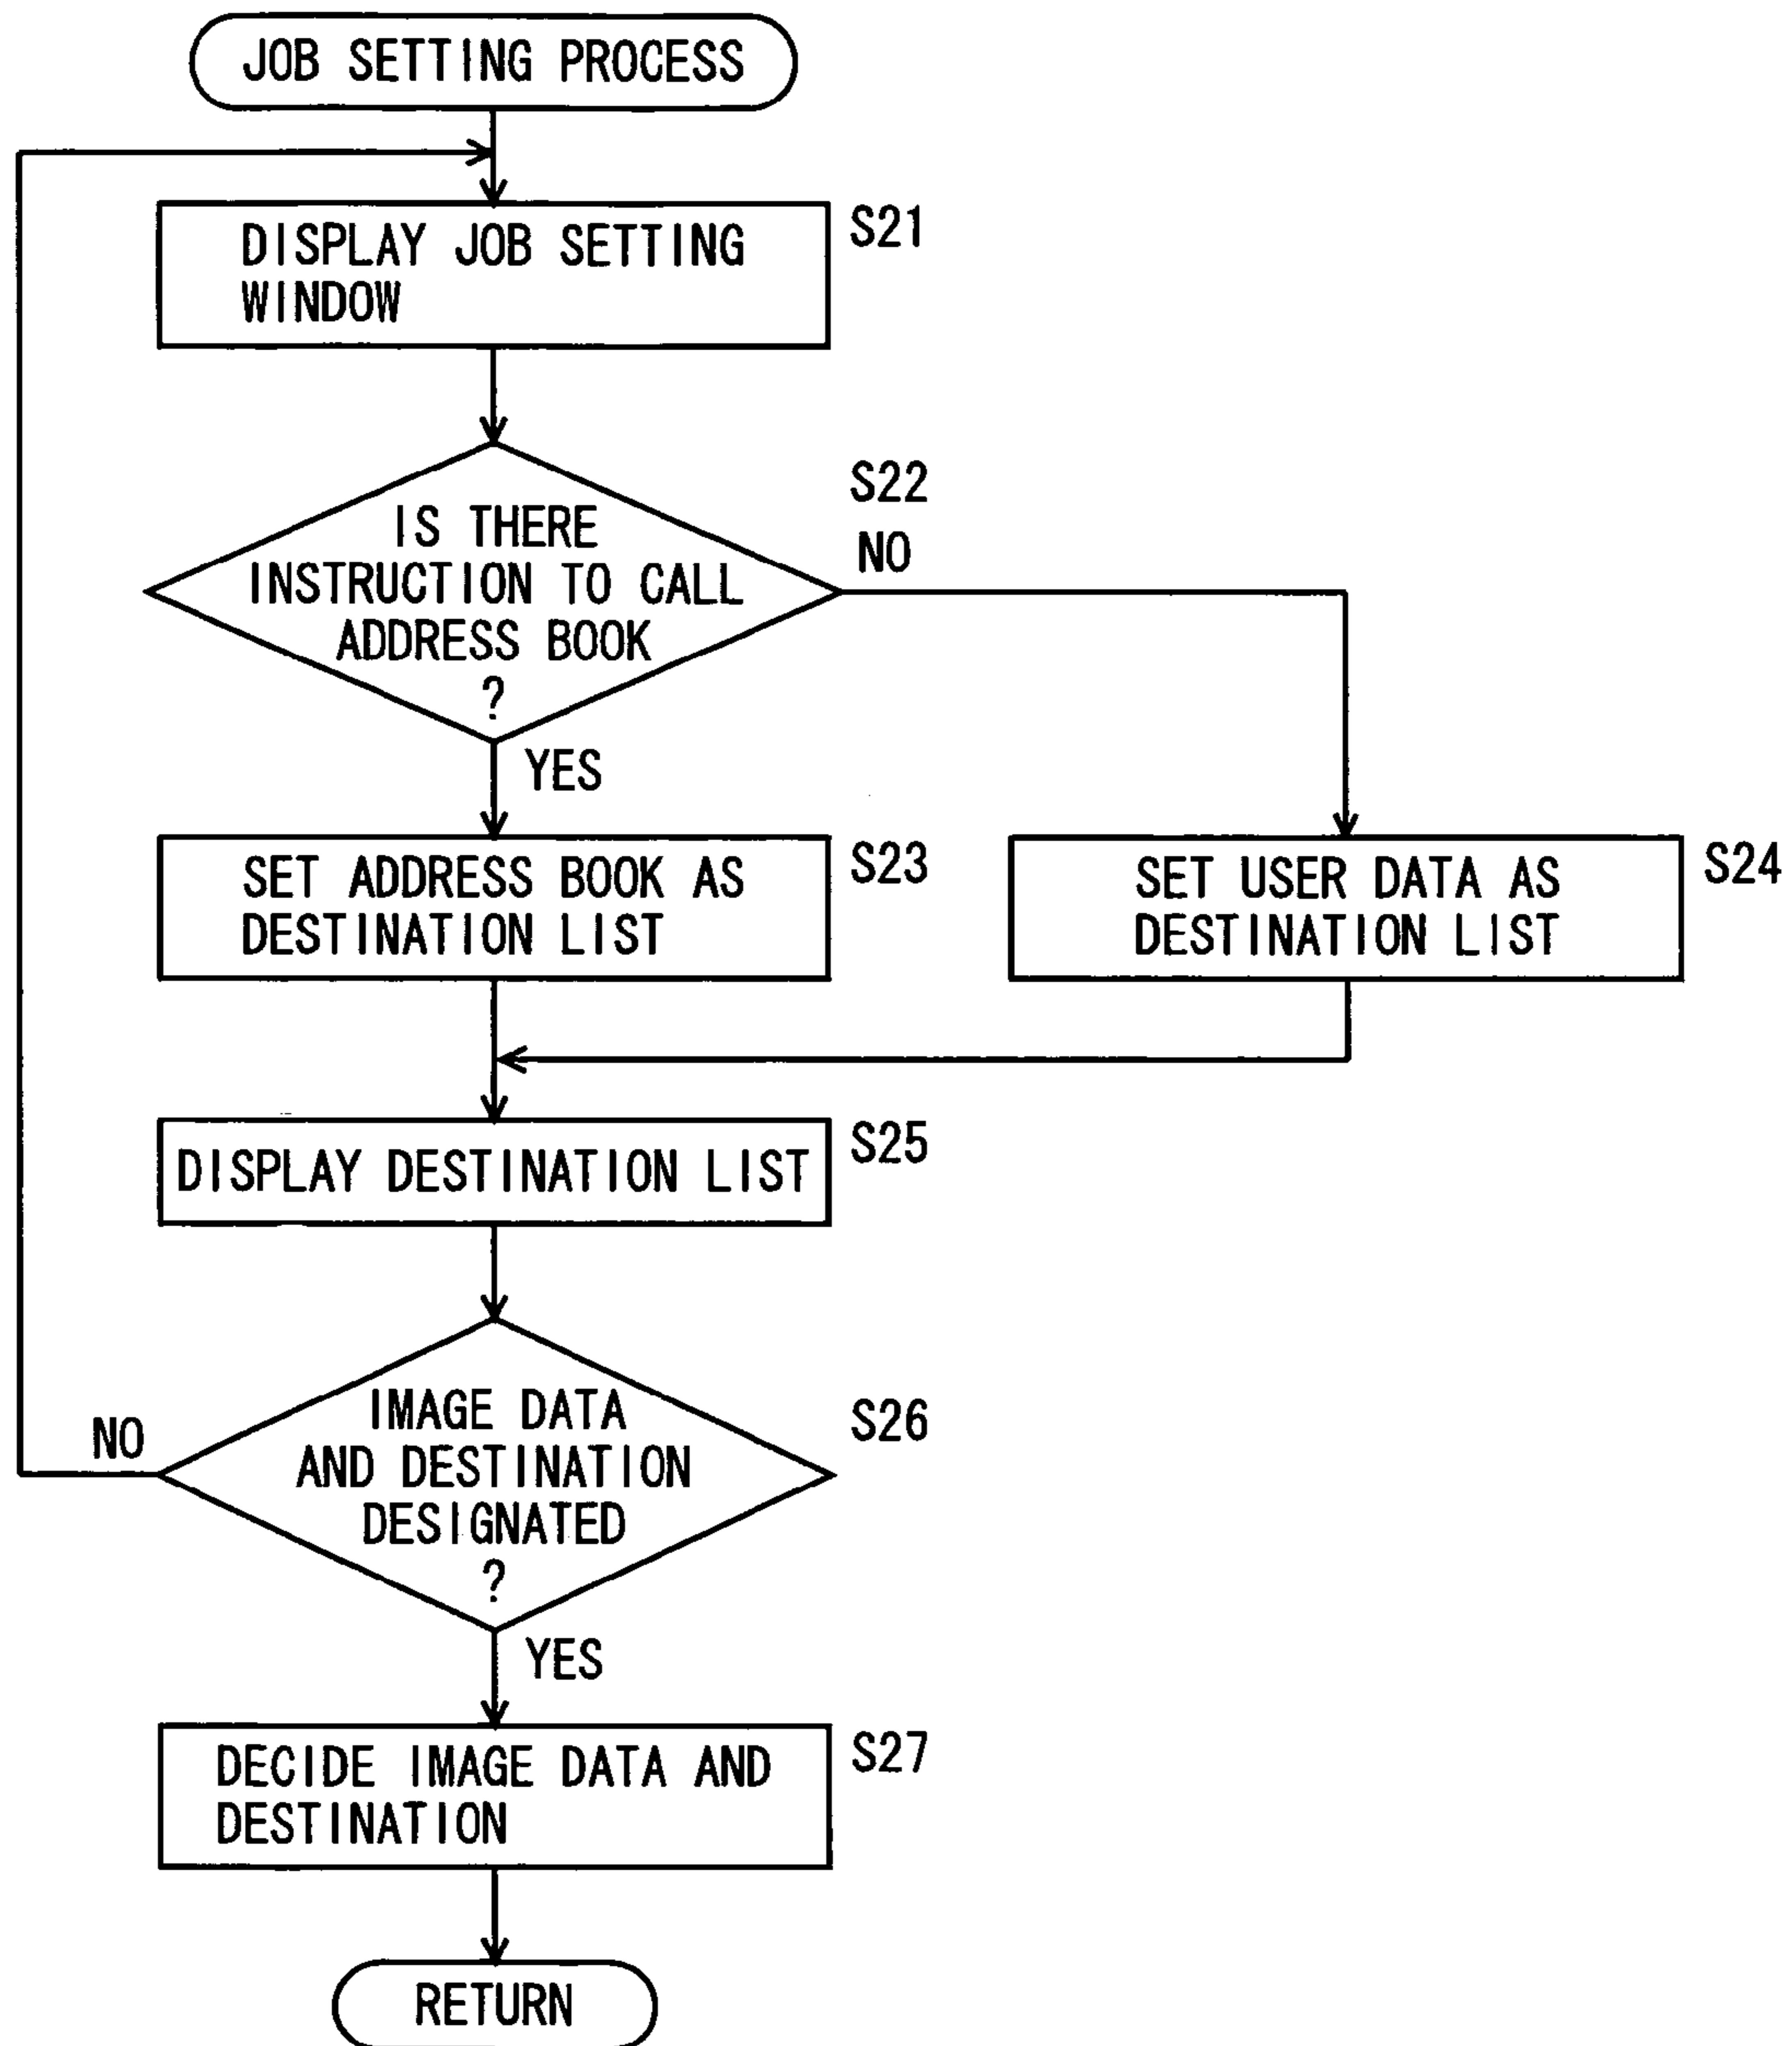 JOB SETTING PROCESS
DISPLAY JOB SETTING
WINDOW
S21
S22
IS THERE
INSTRUCTION TO CALL
ADDRESS BOOK
?
NO
YES
SET ADDRESS BOOK AS
DESTINATION LIST
S23
SET USER DATA AS
DESTINATION LIST
S24
DISPLAY DESTINATION LIST
S25
IMAGE DATA
AND DESTINATION
DESIGNATED
?
S26
NO
YES
DECIDE IMAGE DATA AND
DESTINATION
S27
RETURN